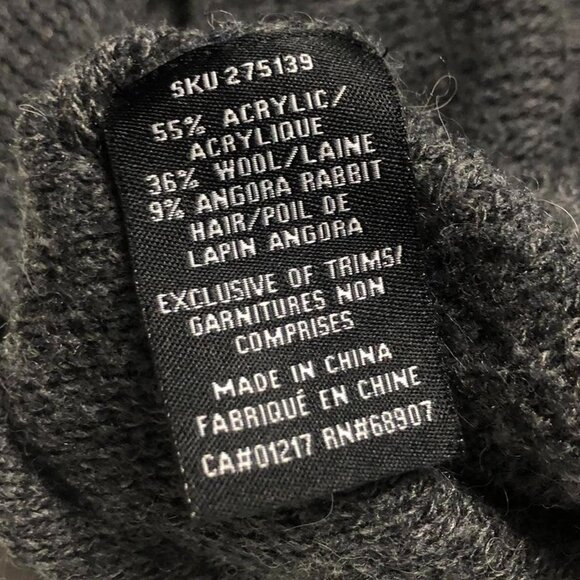 SKU 275139
55% ACRYLIC/
ACRYLIQUE
36% WOOL/LAINE
9% ANGORA RABBIT
HAIR/POIL DE
LAPIN ANGORA
EXCLUSIVE OF TRIMS/
GARNITURES NON
COMPRISES
MADE IN CHINA
FABRIQUÉ EN CHINE
CA#01217 RN#68907